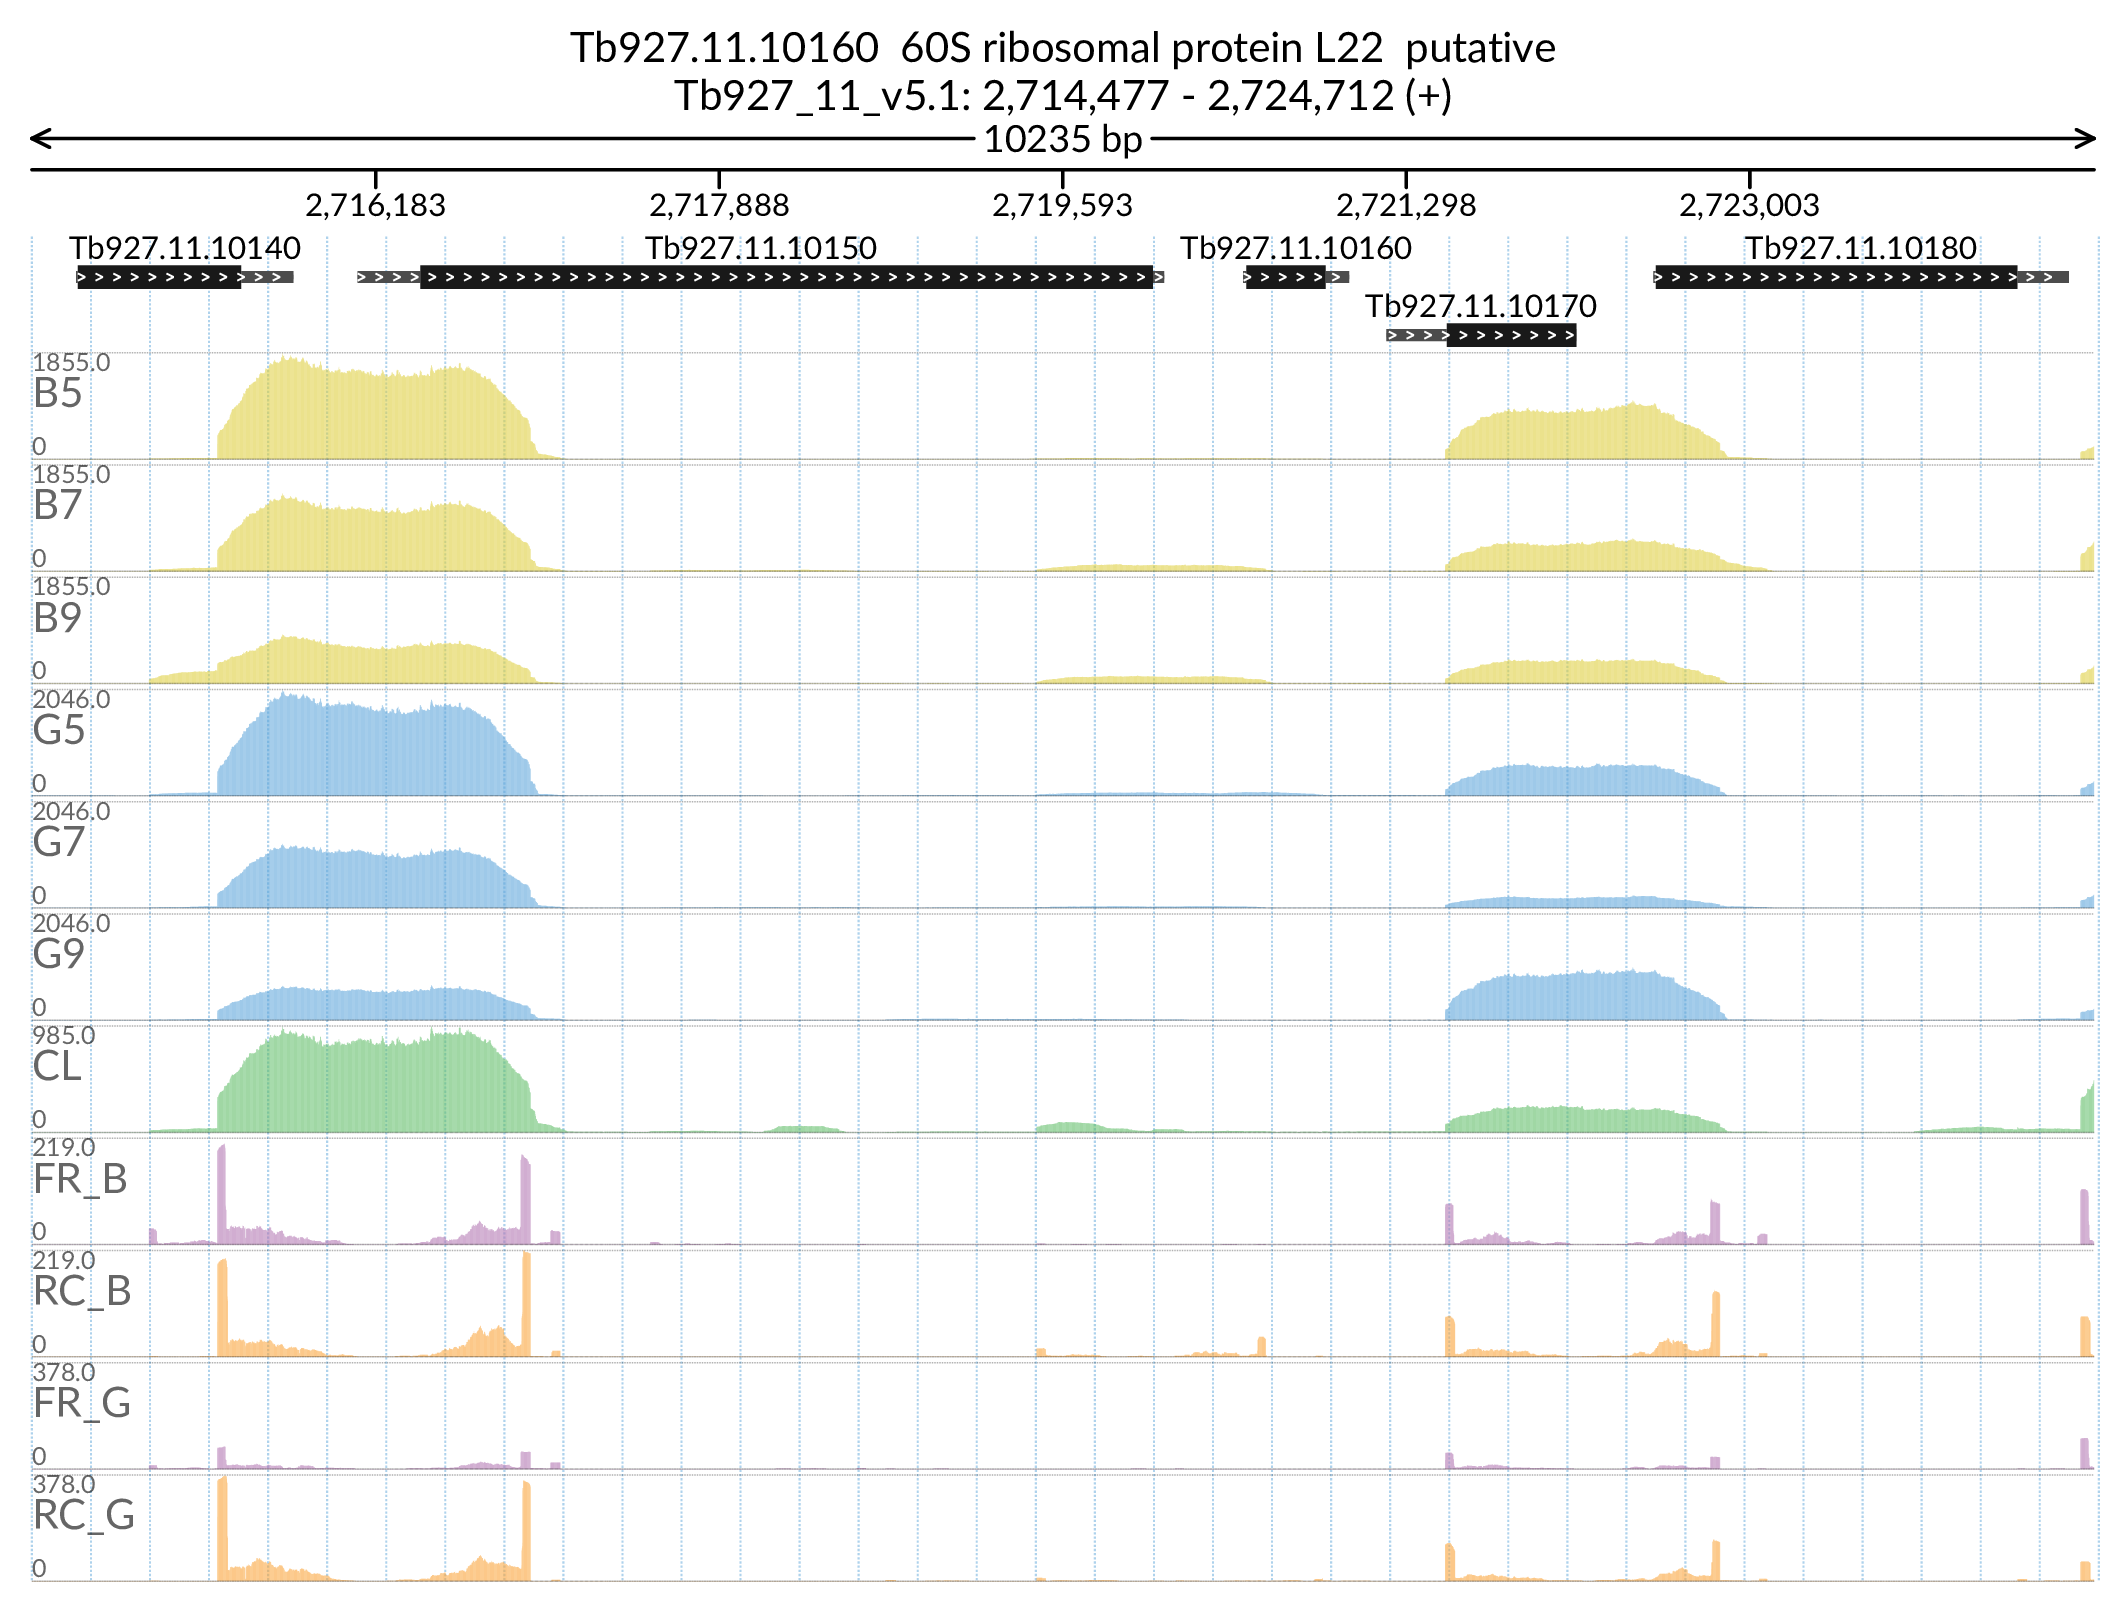 Tb927.11.10160  60S ribosomal protein L22  putative
Tb927_11_v5.1: 2,714,477 - 2,724,712 (+)
10235 bp
2,716,183 2,717,888 2,719,593 2,721,298 2,723,003
Tb927.11.10140 Tb927.11.10150 Tb927.11.10160 Tb927.11.10180
Tb927.11.10170
1855.0
B5
0
1855.0
B7
0
1855.0
B9
0
2046.0
G5
0
2046.0
G7
0
2046.0
G9
0
985.0
CL
0
219.0
FR_B
0
219.0
RC_B
0
378.0
FR_G
0
378.0
RC_G
0